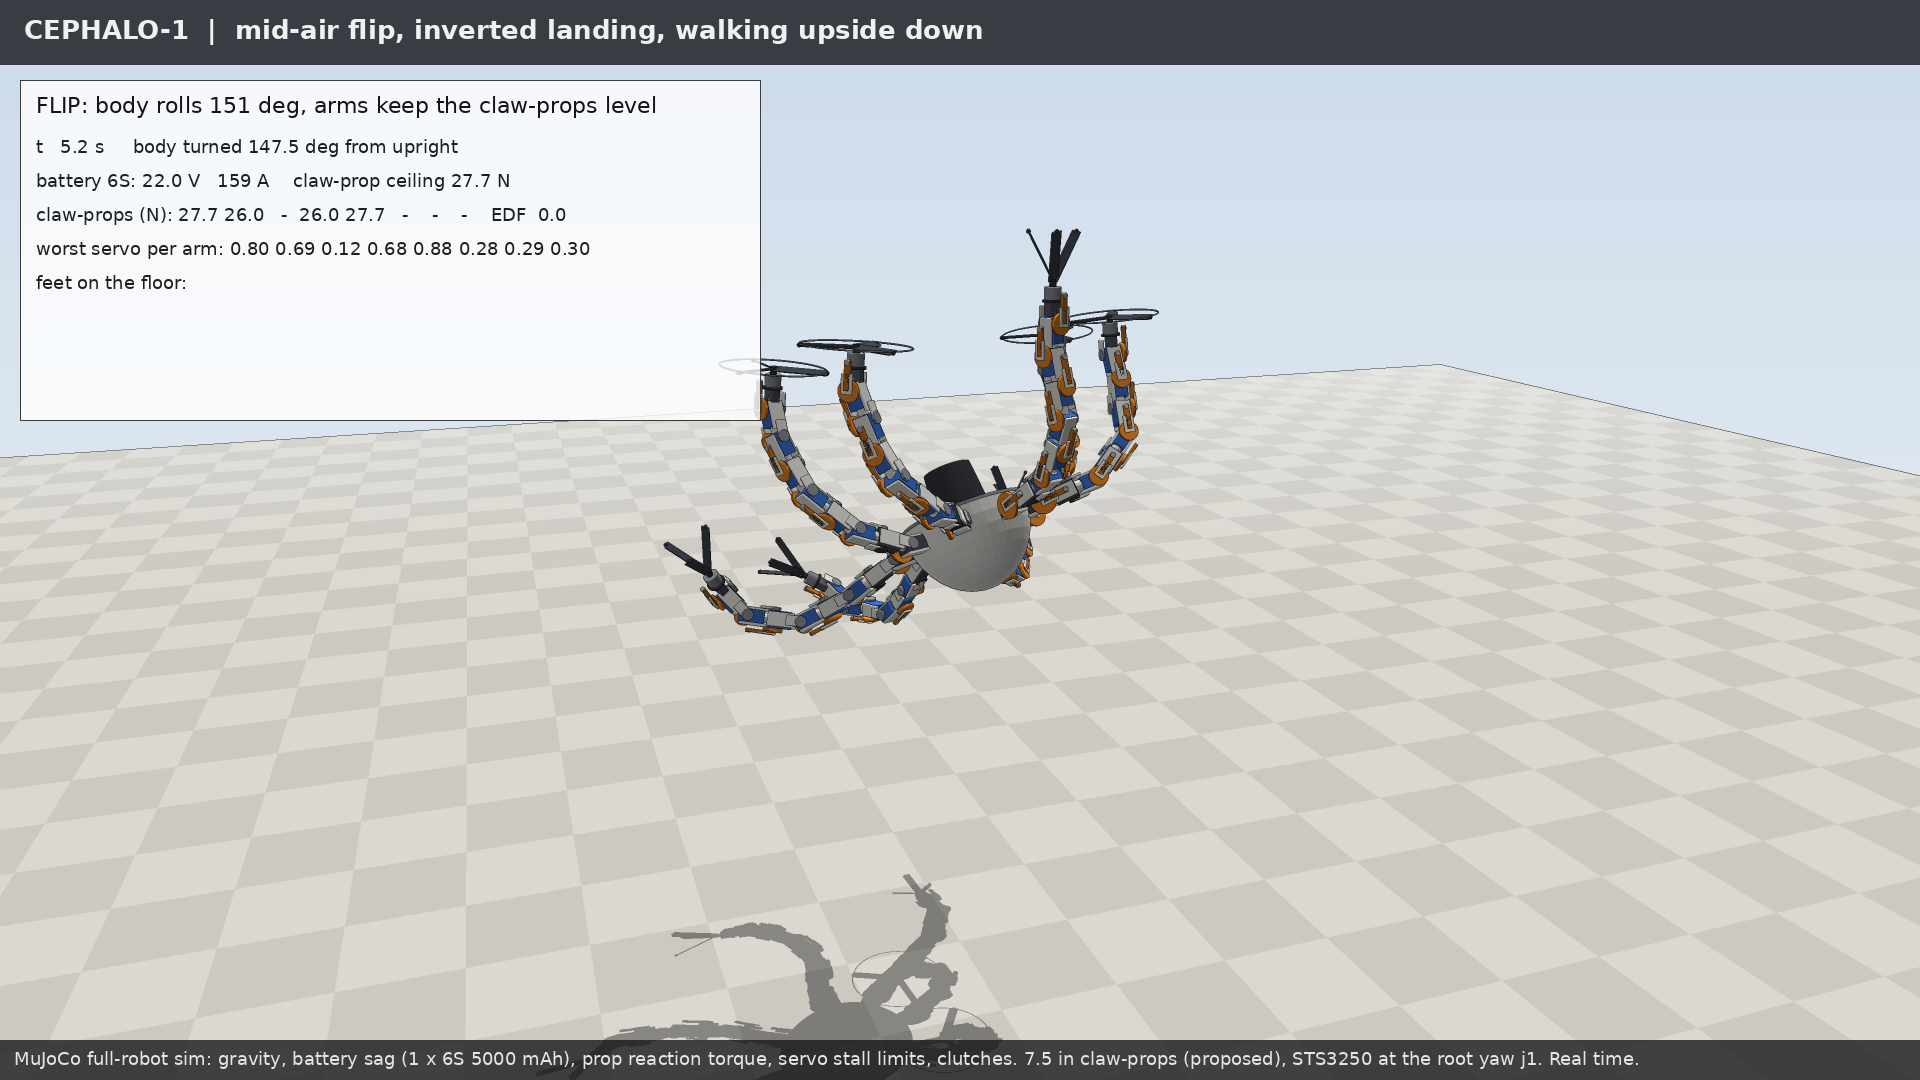 CEPHALO-1 | mid-air flip, inverted landing, walking upside down
FLIP: body rolls 151 deg, arms keep the claw-props level
t 5.2 s body turned 147.5 deg from upright
battery 6S: 22.0 V 159 A claw-prop ceiling 27.7 N
claw-props (N): 27.7 26.0 - 26.0 27.7 - - - EDF 0.0
worst servo per arm: 0.80 0.69 0.12 0.68 0.88 0.28 0.29 0.30
feet on the floor:
MuJoCo full-robot sim: gravity, battery sag (1 x 6S 5000 mAh), prop reaction torque, servo stall limits, clutches. 7.5 in claw-props (proposed), STS3250 at the root yaw j1. Real time.